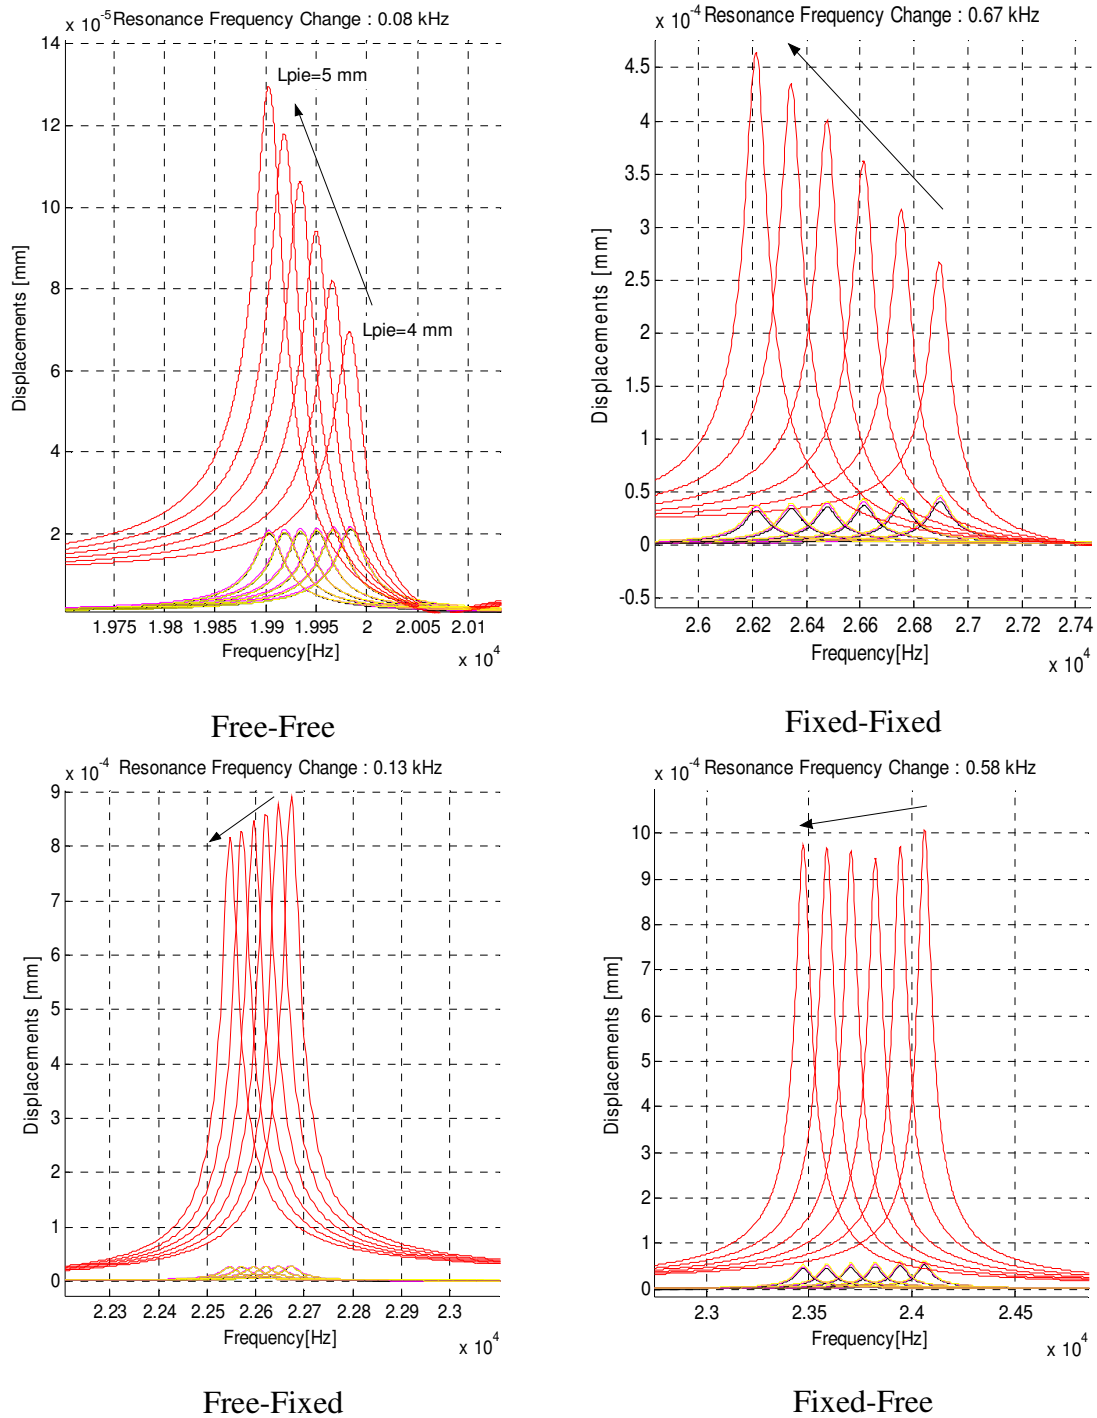 x 10-5 Resonance Frequency Change : 0.08 kHz
14
12
10
8
6
4
2
Displacements [mm]
Lpie=5 mm
Lpie=4 mm
1.975 1.98 1.985 1.99 1.995 2 2.005 2.01
Frequency[Hz]
x 10^4
Free-Free
x 10-4 Resonance Frequency Change : 0.67 kHz
4.5
4
3.5
3
2.5
2
1.5
1
0.5
0
-0.5
Displacements [mm]
2.6 2.62 2.64 2.66 2.68 2.7 2.72 2.74
Frequency[Hz]
x 10^4
Fixed-Fixed
x 10-4 Resonance Frequency Change : 0.13 kHz
9
8
7
6
5
4
3
2
1
0
Displacements [mm]
2.23 2.24 2.25 2.26 2.27 2.28 2.29 2.3
Frequency[Hz]
x 10^4
Free-Fixed
x 10-4 Resonance Frequency Change : 0.58 kHz
10
9
8
7
6
5
4
3
2
1
0
Displacements [mm]
2.3 2.35 2.4 2.45
Frequency[Hz]
x 10^4
Fixed-Free